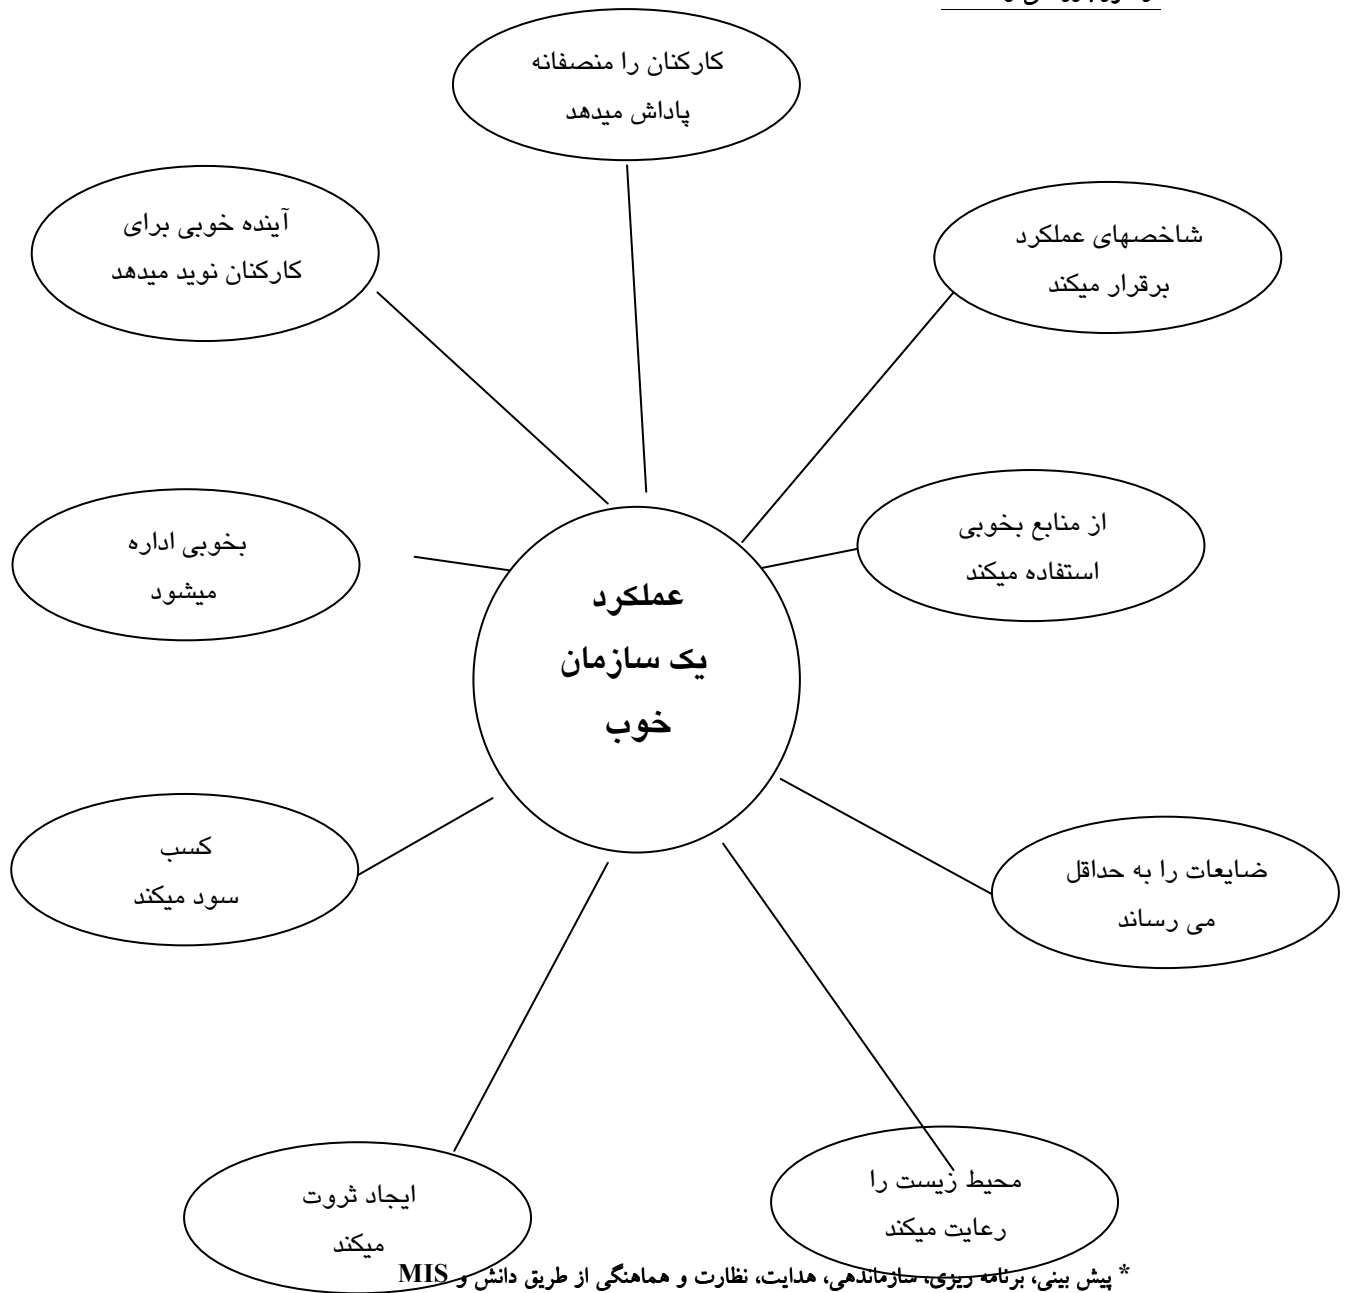 کارکنان را منصفانه
پاداش میدهد
شاخصهای عملکرد
برقرار میکند
آینده خوبی برای
کارکنان نوید میدهد
از منابع بخوبی
استفاده میکند
بخوبی اداره
میشود
عملکرد
یک سازمان
خوب
ضایعات را به حداقل
می رساند
کسب
سود میکند
محیط زیست را
رعایت میکند
ایجاد ثروت
میکند
* پیش بینی، برنامه ریزی، سازماندهی، هدایت، نظارت و هماهنگی از طریق دانش و MIS